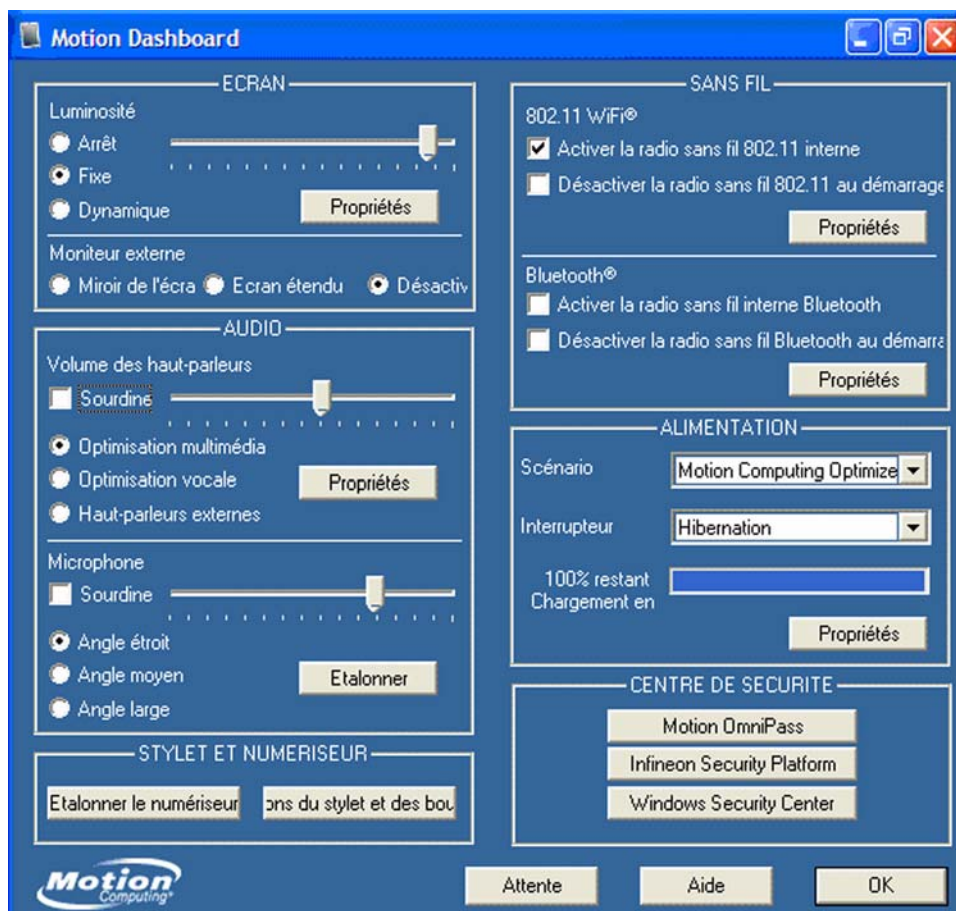 Motion Dashboard
ECRAN
Luminosité
Arrêt
Fixe
Dynamique
Propriétés
Moniteur externe
Miroir de l'écra
Ecran étendu
Désactiv
AUDIO
Volume des haut-parleurs
Sourdine
Optimisation multimédia
Optimisation vocale
Propriétés
Haut-parleurs externes
Microphone
Sourdine
Angle étroit
Angle moyen
Etalonner
Angle large
STYLET ET NUMERISEUR
Etalonner le numériseur
ons du stylet et des bou
SANS FIL
802.11 WiFi®
Activer la radio sans fil 802.11 interne
Désactiver la radio sans fil 802.11 au démarrage
Propriétés
Bluetooth®
Activer la radio sans fil interne Bluetooth
Désactiver la radio sans fil Bluetooth au démarra
Propriétés
ALIMENTATION
Scénario
Motion Computing Optimize
Interrupteur
Hibernation
100% restant
Chargement en
Propriétés
CENTRE DE SECURITE
Motion OmniPass
Infineon Security Platform
Windows Security Center
Motion
Computing®
Attente
Aide
OK